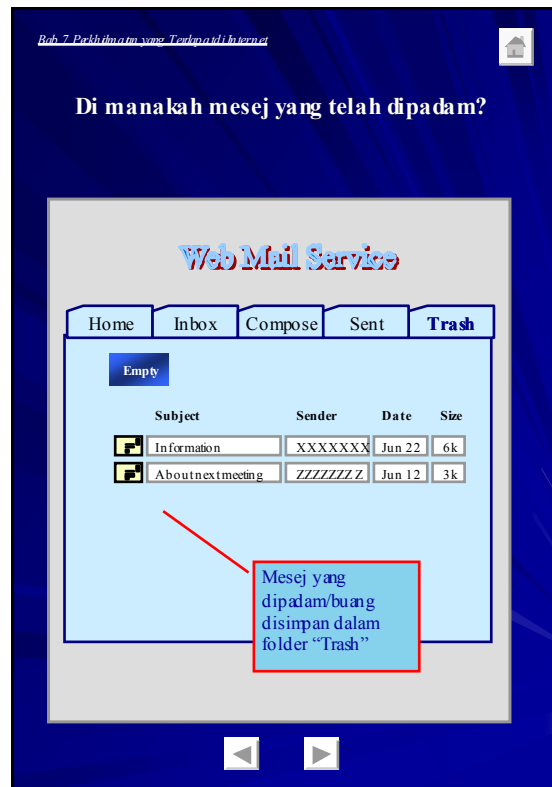 Bab 7 Perkhidmatan yang Terdapat di Internet
Di manakah mesej yang telah dipadam?
Web Mail Service
Home Inbox Compose Sent Trash
Empty
Subject Sender Date Size
Information XXXXXXX Jun 22 6k
About next meeting ZZZZZZZ Z Jun 12 3k
Mesej yang
dipadam/buang
disimpan dalam
folder “Trash”